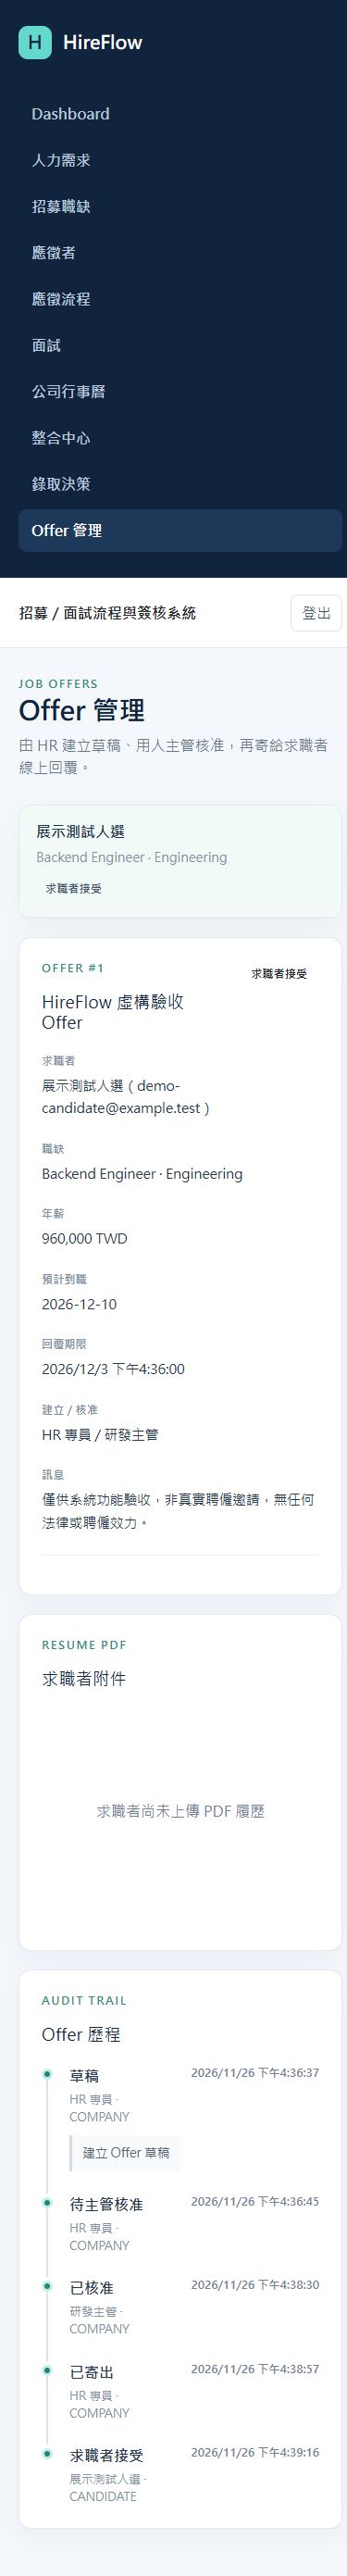 H HireFlow
Dashboard
人力需求
招募職缺
應徵者
應徵流程
面試
公司行事曆
整合中心
錄取決策
Offer 管理
招募 / 面試流程與簽核系統
登出
JOB OFFERS
Offer 管理
由 HR 建立草稿、用人主管核准，再寄給求職者
線上回覆。
展示測試人選
Backend Engineer · Engineering
求職者接受
OFFER #1
求職者接受
HireFlow 虛構驗收
Offer
求職者
展示測試人選（demo-
candidate@example.test）
職缺
Backend Engineer · Engineering
年薪
960,000 TWD
預計到職
2026-12-10
回覆期限
2026/12/3 下午4:36:00
建立 / 核准
HR 專員 / 研發主管
訊息
僅供系統功能驗收，非真實聘僱邀請，無任何
法律或聘僱效力。
RESUME PDF
求職者附件
求職者尚未上傳 PDF 履歷
AUDIT TRAIL
Offer 歷程
草稿
2026/11/26 下午4:36:37
HR 專員 ·
COMPANY
建立 Offer 草稿
待主管核准
2026/11/26 下午4:36:45
HR 專員 ·
COMPANY
已核准
2026/11/26 下午4:38:30
研發主管 ·
COMPANY
已寄出
2026/11/26 下午4:38:57
HR 專員 ·
COMPANY
求職者接受
2026/11/26 下午4:39:16
展示測試人選 ·
CANDIDATE